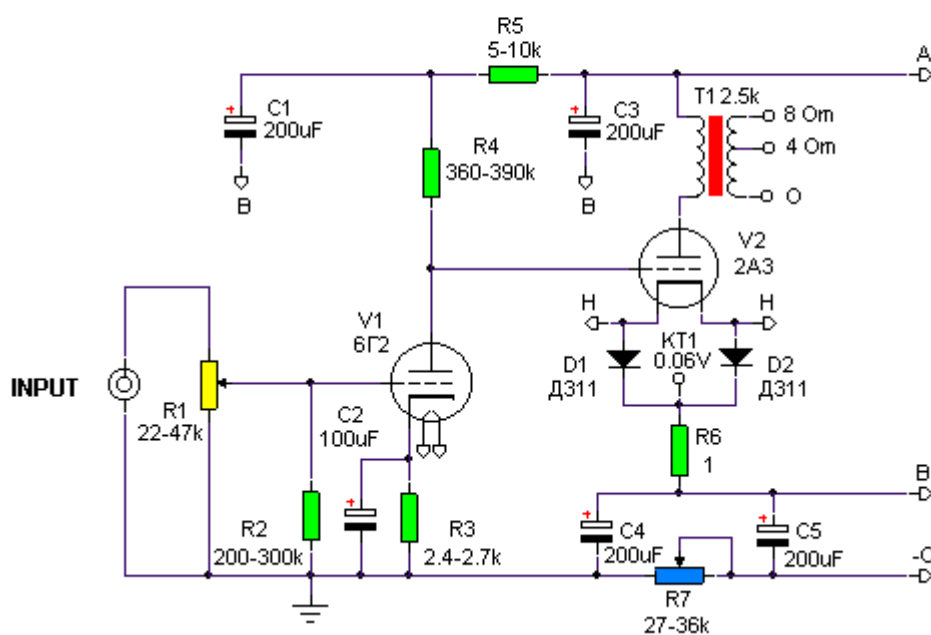 R5
5-10k
A
C1
200uF
C3
200uF
T1 2.5k
8 Om
4 Om
O
R4
360-390k
B
B
V2
2A3
V1
6Г2
H
H
KT1
0.06V
D1
Д311
D2
Д311
INPUT
R1
22-47k
C2
100uF
R6
1
B
R2
200-300k
R3
2.4-2.7k
C4
200uF
C5
200uF
R7
27-36k